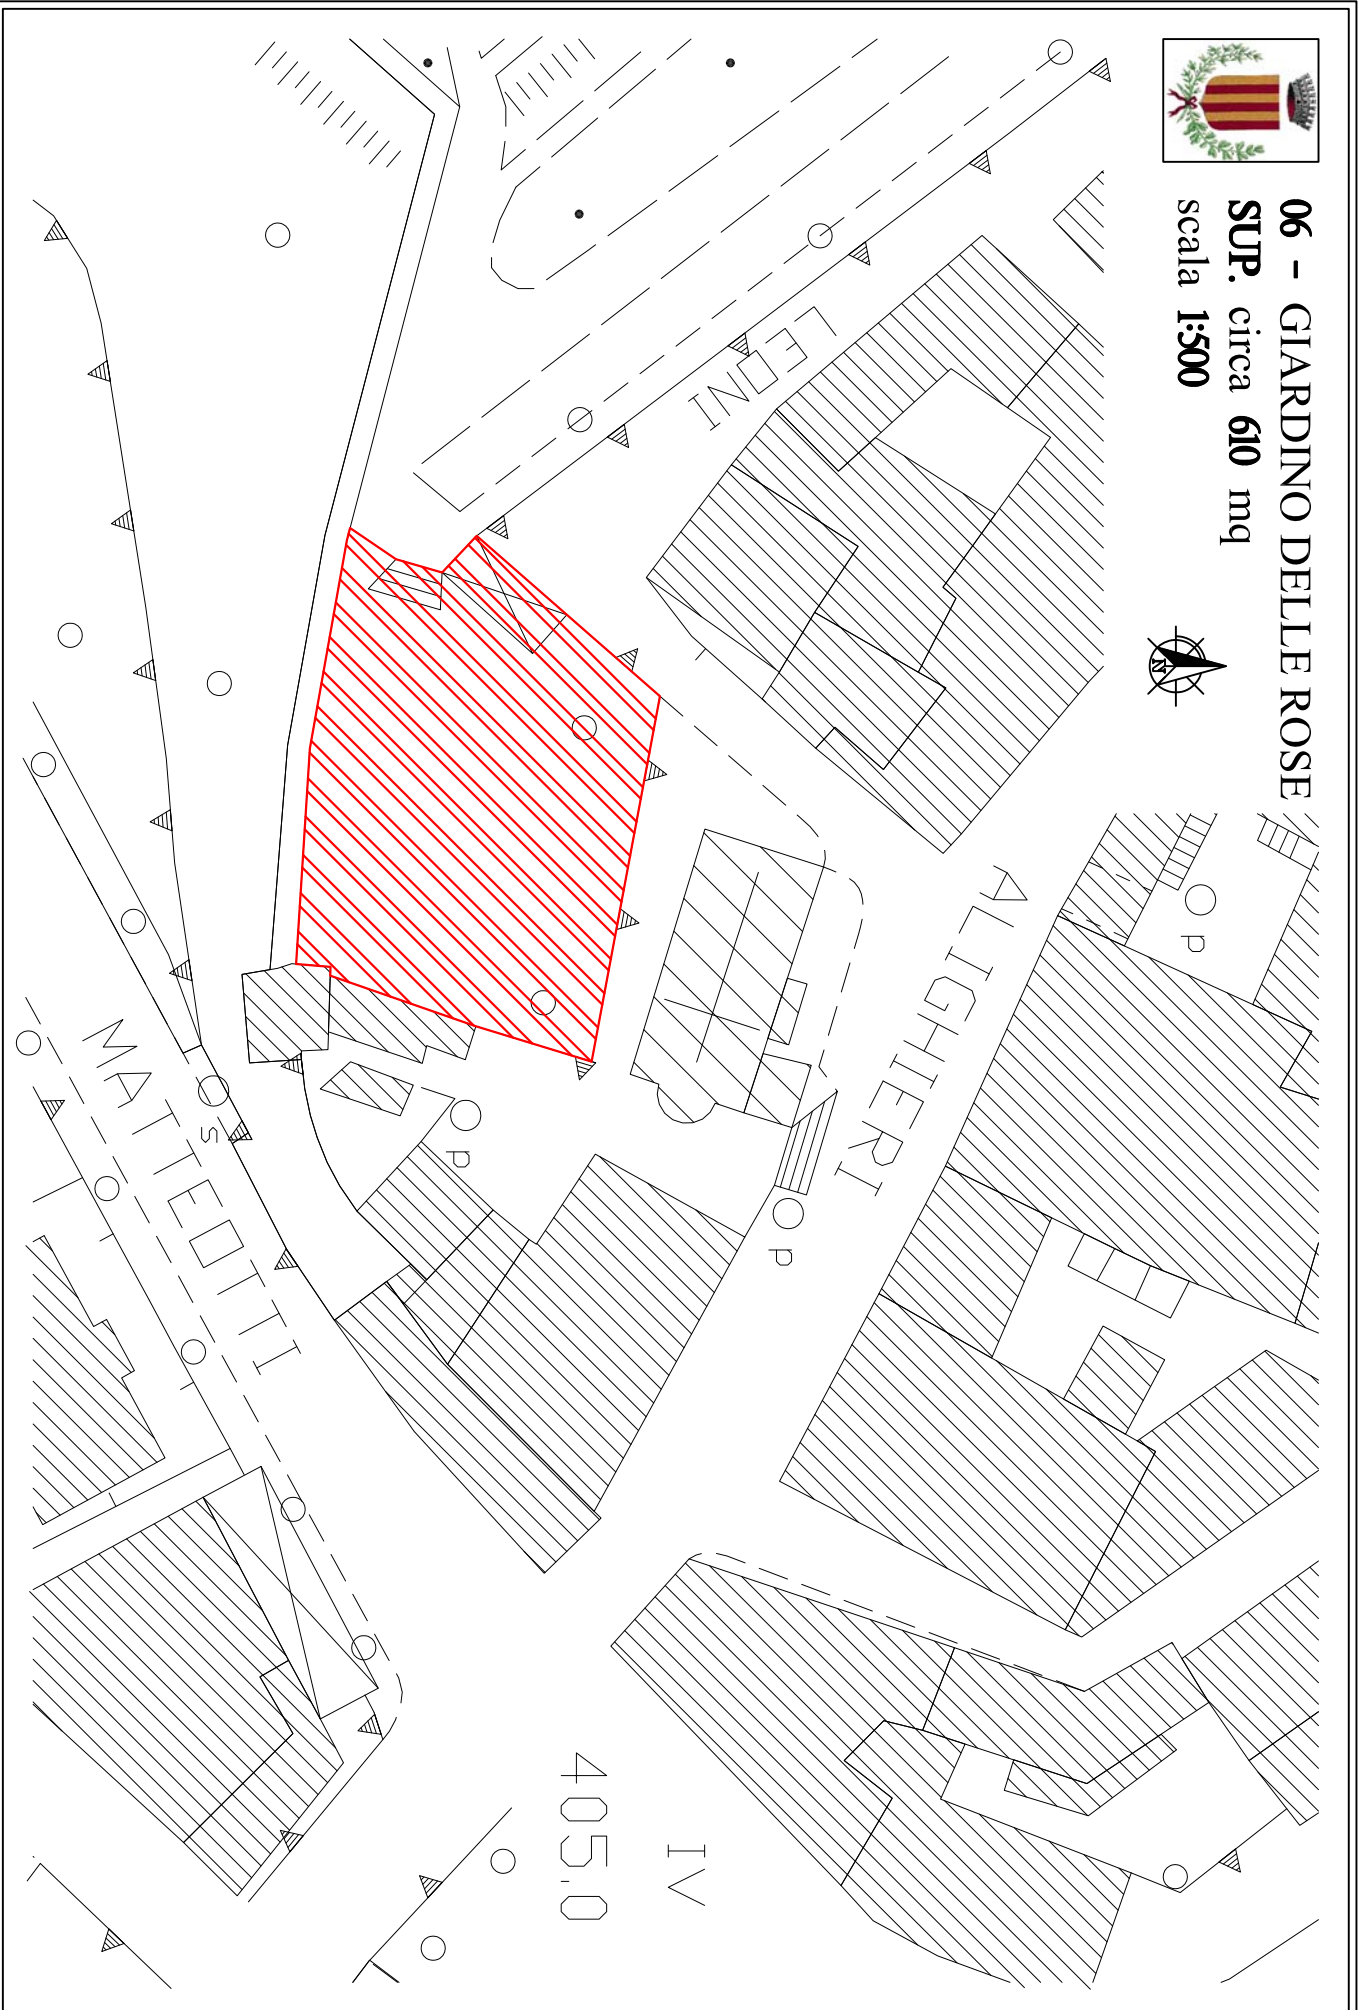 06 - GIARDINO DELLE ROSE
SUP. circa 610 mq
scala 1:500
N
LEONI
ALIGHIERI
p
p
p
s
MATTEOTTI
IV
405.0